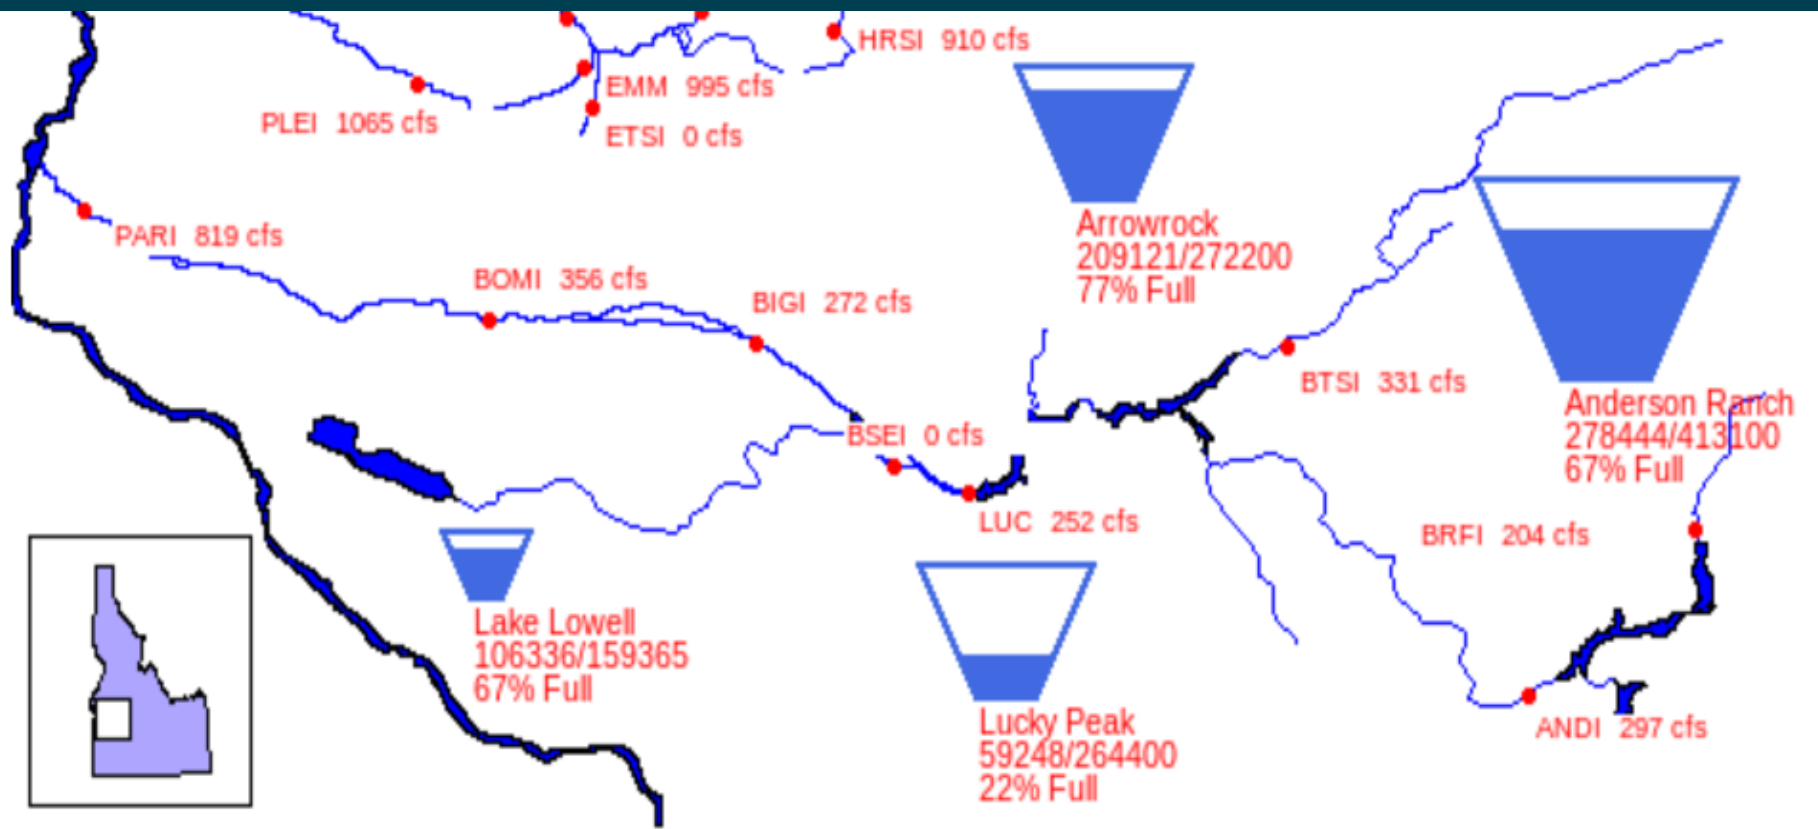 HRSI 910 cfs
EMM 995 cfs
PLEI 1065 cfs
ETSI 0 cfs
Arrowrock
209121/272200
77% Full
PARI 819 cfs
BOMI 356 cfs
BIGI 272 cfs
BTSI 331 cfs
Anderson Ranch
278444/413100
67% Full
BSEI 0 cfs
LUC 252 cfs
BRFI 204 cfs
Lake Lowell
106336/159365
67% Full
Lucky Peak
59248/264400
22% Full
ANDI 297 cfs